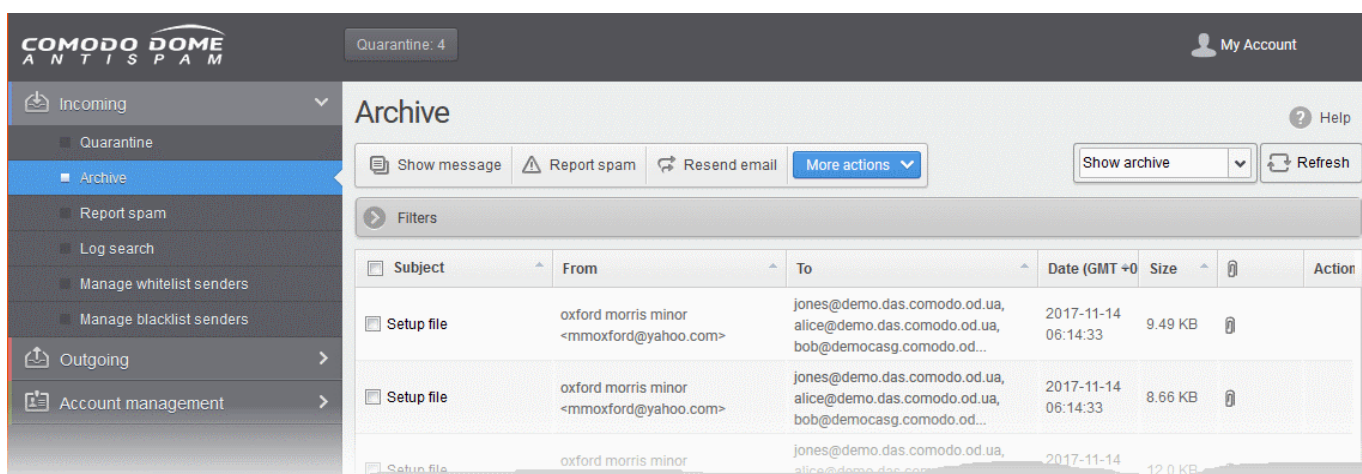 COMODO DOME
ANTISPAM
Quarantine: 4
My Account
Incoming
Quarantine
Archive
Report spam
Log search
Manage whitelist senders
Manage blacklist senders
Outgoing
Account management
Archive
Help
Show message
Report spam
Resend email
More actions
Show archive
Refresh
Filters
Subject From To Date (GMT +0 Size Action
Setup file
oxford morris minor
<mmoxford@yahoo.com>
jones@demo.das.comodo.od.ua,
alice@demo.das.comodo.od.ua,
bob@democasg.comodo.od...
2017-11-14
06:14:33
9.49 KB
Setup file
oxford morris minor
<mmoxford@yahoo.com>
jones@demo.das.comodo.od.ua,
alice@demo.das.comodo.od.ua,
bob@democasg.comodo.od...
2017-11-14
06:14:33
8.66 KB
Setup file
oxford morris minor
jones@demo.das.comodo.od.ua,
2017-11-14
12.0 KB